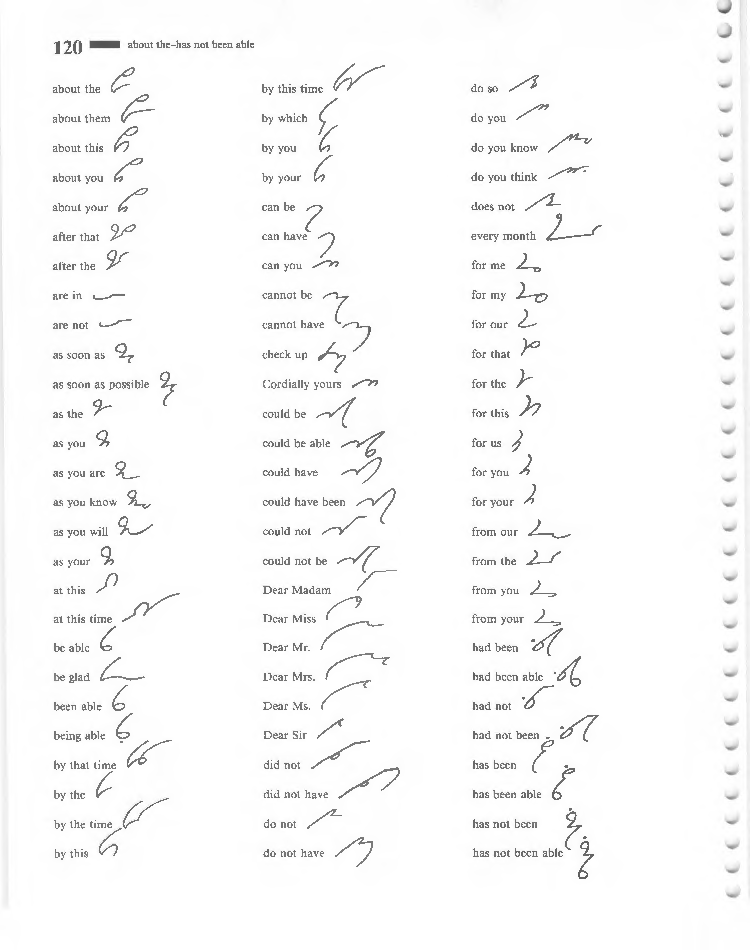 120 about the–has not been able
about the
about them
about this
about you
about your
after that
after the
are in
are not
as soon as
as soon as possible
as the
as you
as you are
as you know
as you will
as your
at this
at this time
be able
be glad
been able
being able
by that time
by the
by the time
by this
by this time
by which
by you
by your
can be
can have
can you
cannot be
cannot have
check up
Cordially yours
could be
could be able
could have
could have been
could not
could not be
Dear Madam
Dear Miss
Dear Mr.
Dear Mrs.
Dear Ms.
Dear Sir
did not
did not have
do not
do not have
do so
do you
do you know
do you think
does not
every month
for me
for my
for our
for that
for the
for this
for us
for you
for your
from our
from the
from you
from your
had been
had been able
had not
had not been
has been
has been able
has not been
has not been able